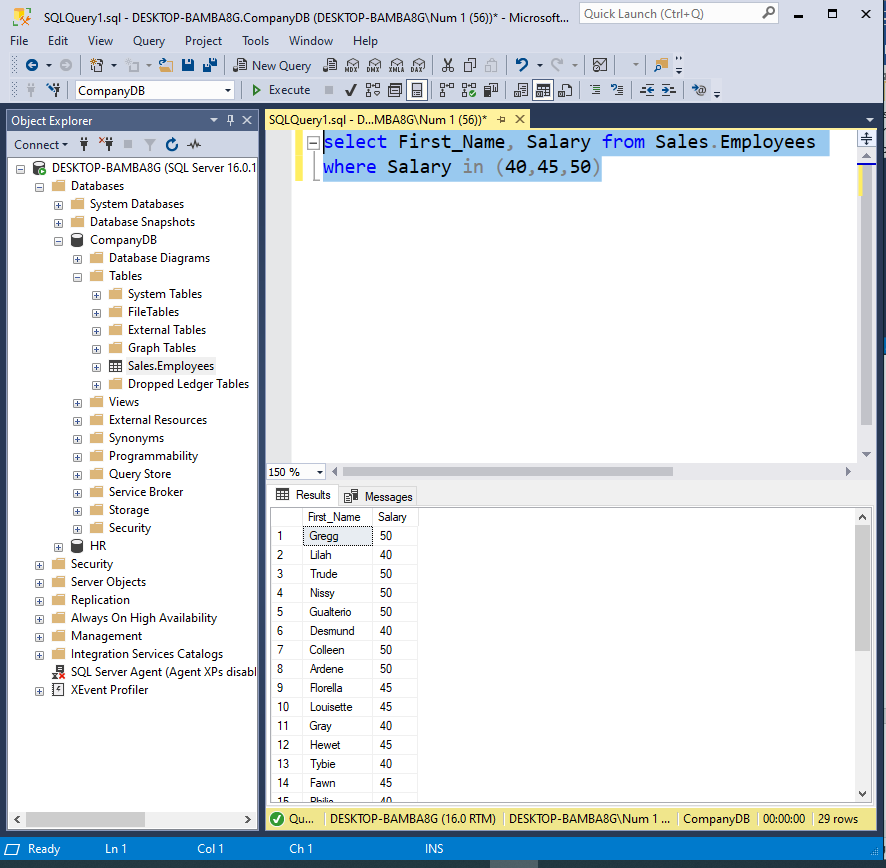 SQLQuery1.sql - DESKTOP-BAMBA8G.CompanyDB (DESKTOP-BAMBA8G\Num 1 (56))* - Microsoft...
Quick Launch (Ctrl+Q)
File Edit View Query Project Tools Window Help
New Query MDX DMX XMLA DAX
CompanyDB Execute
Object Explorer
Connect
DESKTOP-BAMBA8G (SQL Server 16.0.1
Databases
System Databases
Database Snapshots
CompanyDB
Database Diagrams
Tables
System Tables
FileTables
External Tables
Graph Tables
Sales.Employees
Dropped Ledger Tables
Views
External Resources
Synonyms
Programmability
Query Store
Service Broker
Storage
Security
HR
Security
Server Objects
Replication
Always On High Availability
Management
Integration Services Catalogs
SQL Server Agent (Agent XPs disabl
XEvent Profiler
SQLQuery1.sql - D...MBA8G\Num 1 (56))*
select First_Name, Salary from Sales.Employees
where Salary in (40,45,50)
150 %
Results Messages
First_Name Salary
1 Gregg 50
2 Lilah 40
3 Trude 50
4 Nissy 50
5 Gualterio 50
6 Desmund 40
7 Colleen 50
8 Ardene 50
9 Florella 45
10 Louisette 45
11 Gray 40
12 Hewet 45
13 Tybie 40
14 Fawn 45
15 40
Qu... DESKTOP-BAMBA8G (16.0 RTM) DESKTOP-BAMBA8G\Num 1 ... CompanyDB 00:00:00 29 rows
Ready Ln 1 Col 1 Ch 1 INS